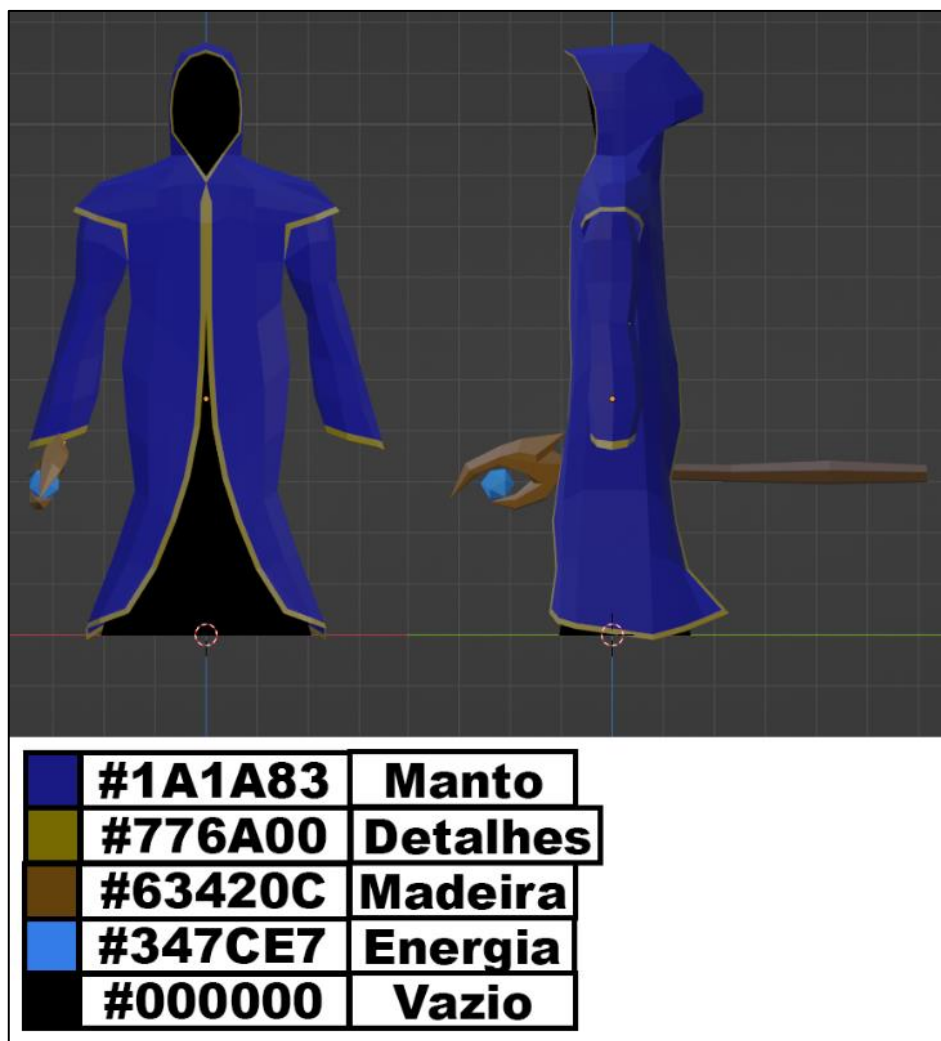 #1A1A83 Manto
#776A00 Detalhes
#63420C Madeira
#347CE7 Energia
#000000 Vazio